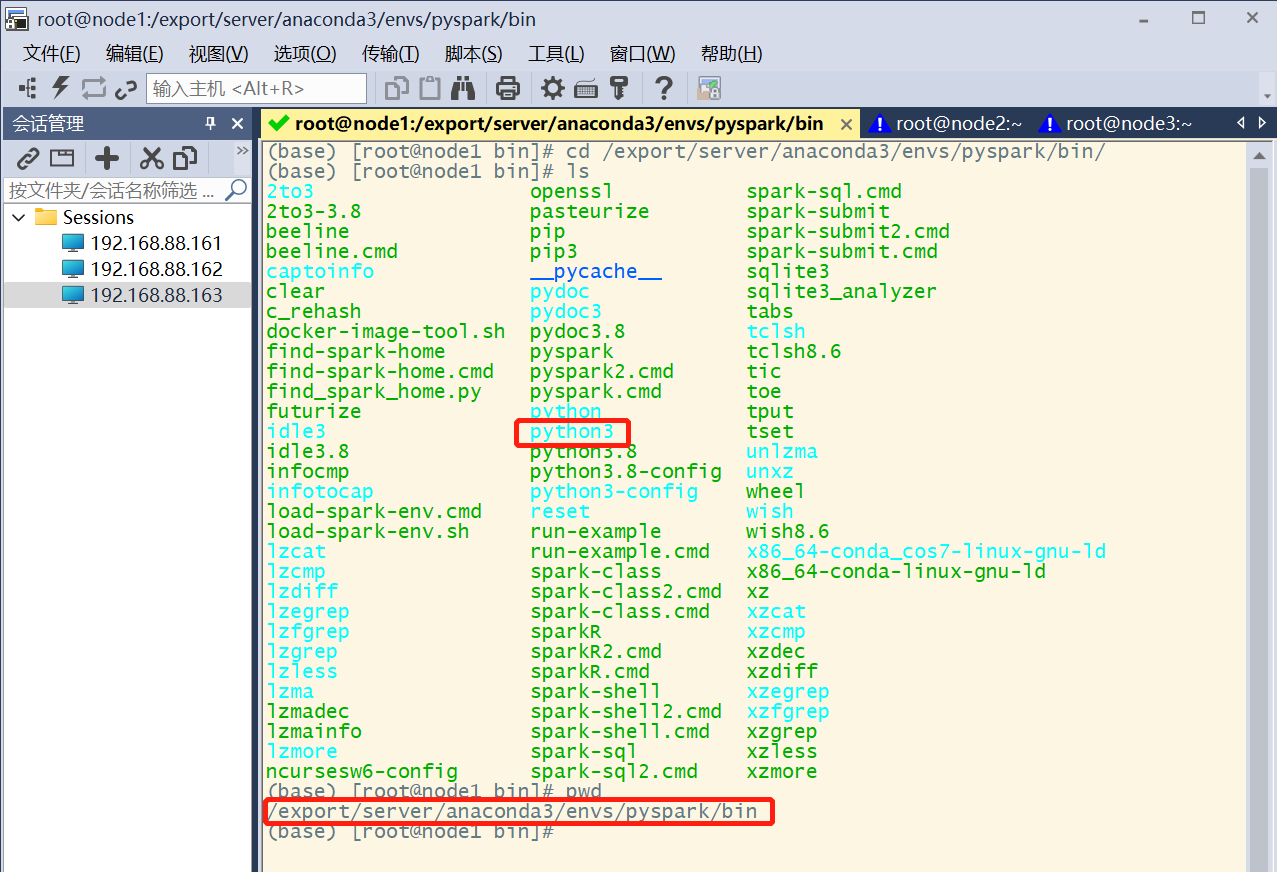 root@node1:/export/server/anaconda3/envs/pyspark/bin
文件(F) 编辑(E) 视图(V) 选项(O) 传输(T) 脚本(S) 工具(L) 窗口(W) 帮助(H)
输入主机 <Alt+R>
会话管理
按文件夹/会话名称筛选 ...
Sessions
192.168.88.161
192.168.88.162
192.168.88.163
root@node1:/export/server/anaconda3/envs/pyspark/bin root@node2:~ root@node3:~
(base) [root@node1 bin]# cd /export/server/anaconda3/envs/pyspark/bin/
(base) [root@node1 bin]# ls
2to3 openssl spark-sql.cmd
2to3-3.8 pasteurize spark-submit
beeline pip spark-submit2.cmd
beeline.cmd pip3 spark-submit.cmd
captoinfo __pycache__ sqlite3
clear pydoc sqlite3_analyzer
c_rehash pydoc3 tabs
docker-image-tool.sh pydoc3.8 tclsh
find-spark-home pyspark tclsh8.6
find-spark-home.cmd pyspark2.cmd tic
find_spark_home.py pyspark.cmd toe
futurize python tput
idle3 python3 tset
idle3.8 python3.8 unlzma
infocmp python3.8-config unxz
infotocap python3-config wheel
load-spark-env.cmd reset wish
load-spark-env.sh run-example wish8.6
lzcat run-example.cmd x86_64-conda_cos7-linux-gnu-ld
lzcmp spark-class x86_64-conda-linux-gnu-ld
lzdiff spark-class2.cmd xz
lzegrep spark-class.cmd xzcat
lzfgrep sparkR xzcmp
lzgrep sparkR2.cmd xzdec
lzless sparkR.cmd xzdiff
lzma spark-shell xzegrep
lzmadec spark-shell2.cmd xzfgrep
lzmainfo spark-shell.cmd xzgrep
lzmore spark-sql xzless
ncursesw6-config spark-sql2.cmd xzmore
(base) [root@node1 bin]# pwd
/export/server/anaconda3/envs/pyspark/bin
(base) [root@node1 bin]#